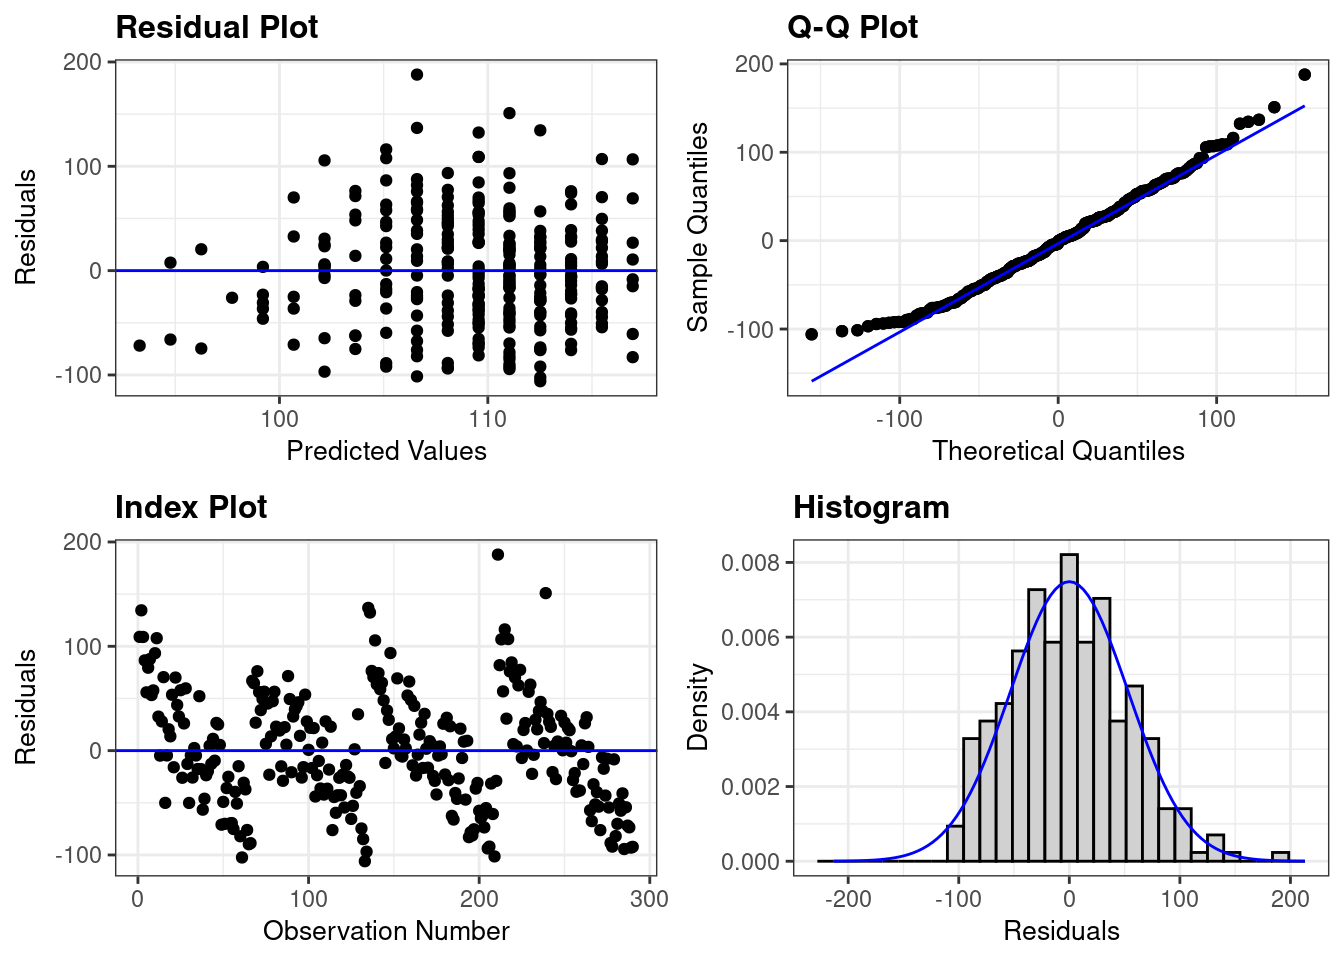 Residual Plot
200
100
0
-100
Residuals
100
110
Predicted Values
Q-Q Plot
200
100
0
-100
Sample Quantiles
-100
0
100
Theoretical Quantiles
Index Plot
200
100
0
-100
Residuals
0
100
200
300
Observation Number
Histogram
0.008
0.006
0.004
0.002
0.000
Density
-200
-100
0
100
200
Residuals